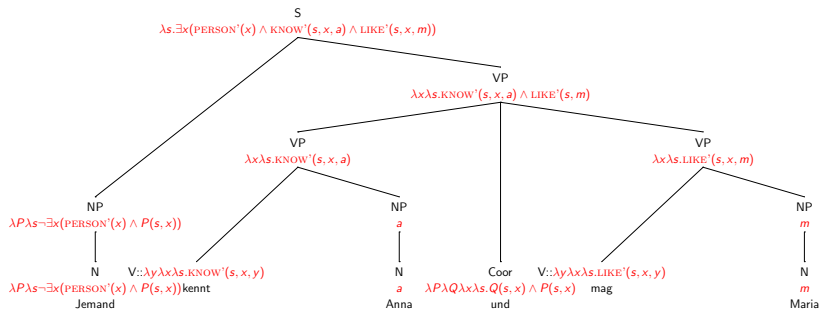 S
λs.∃x(PERSON'(x) ∧ KNOW'(s, x, a) ∧ LIKE'(s, x, m))
VP
λxλs.KNOW'(s, x, a) ∧ LIKE'(s, m)
VP
λxλs.KNOW'(s, x, a)
VP
λxλs.LIKE'(s, x, m)
NP
λPλs¬∃x(PERSON'(x) ∧ P(s, x))
NP
a
NP
m
N
λPλs¬∃x(PERSON'(x) ∧ P(s, x))
Jemand
V::λyλxλs.KNOW'(s, x, y)
kennt
N
a
Anna
Coor
λPλQλxλs.Q(s, x) ∧ P(s, x)
und
V::λyλxλs.LIKE'(s, x, y)
mag
N
m
Maria